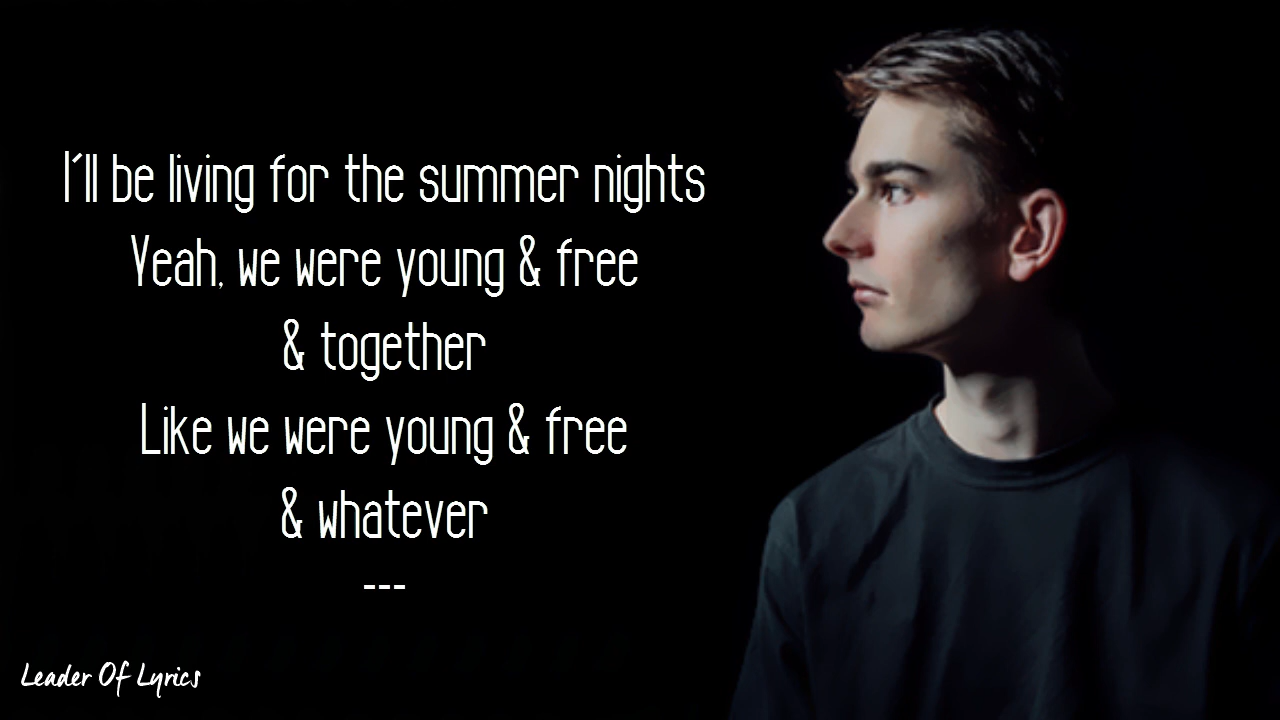 I'll be living for the summer nights
Yeah, we were young & free
& together
Like we were young & free
& whatever
---
Leader Of Lyrics